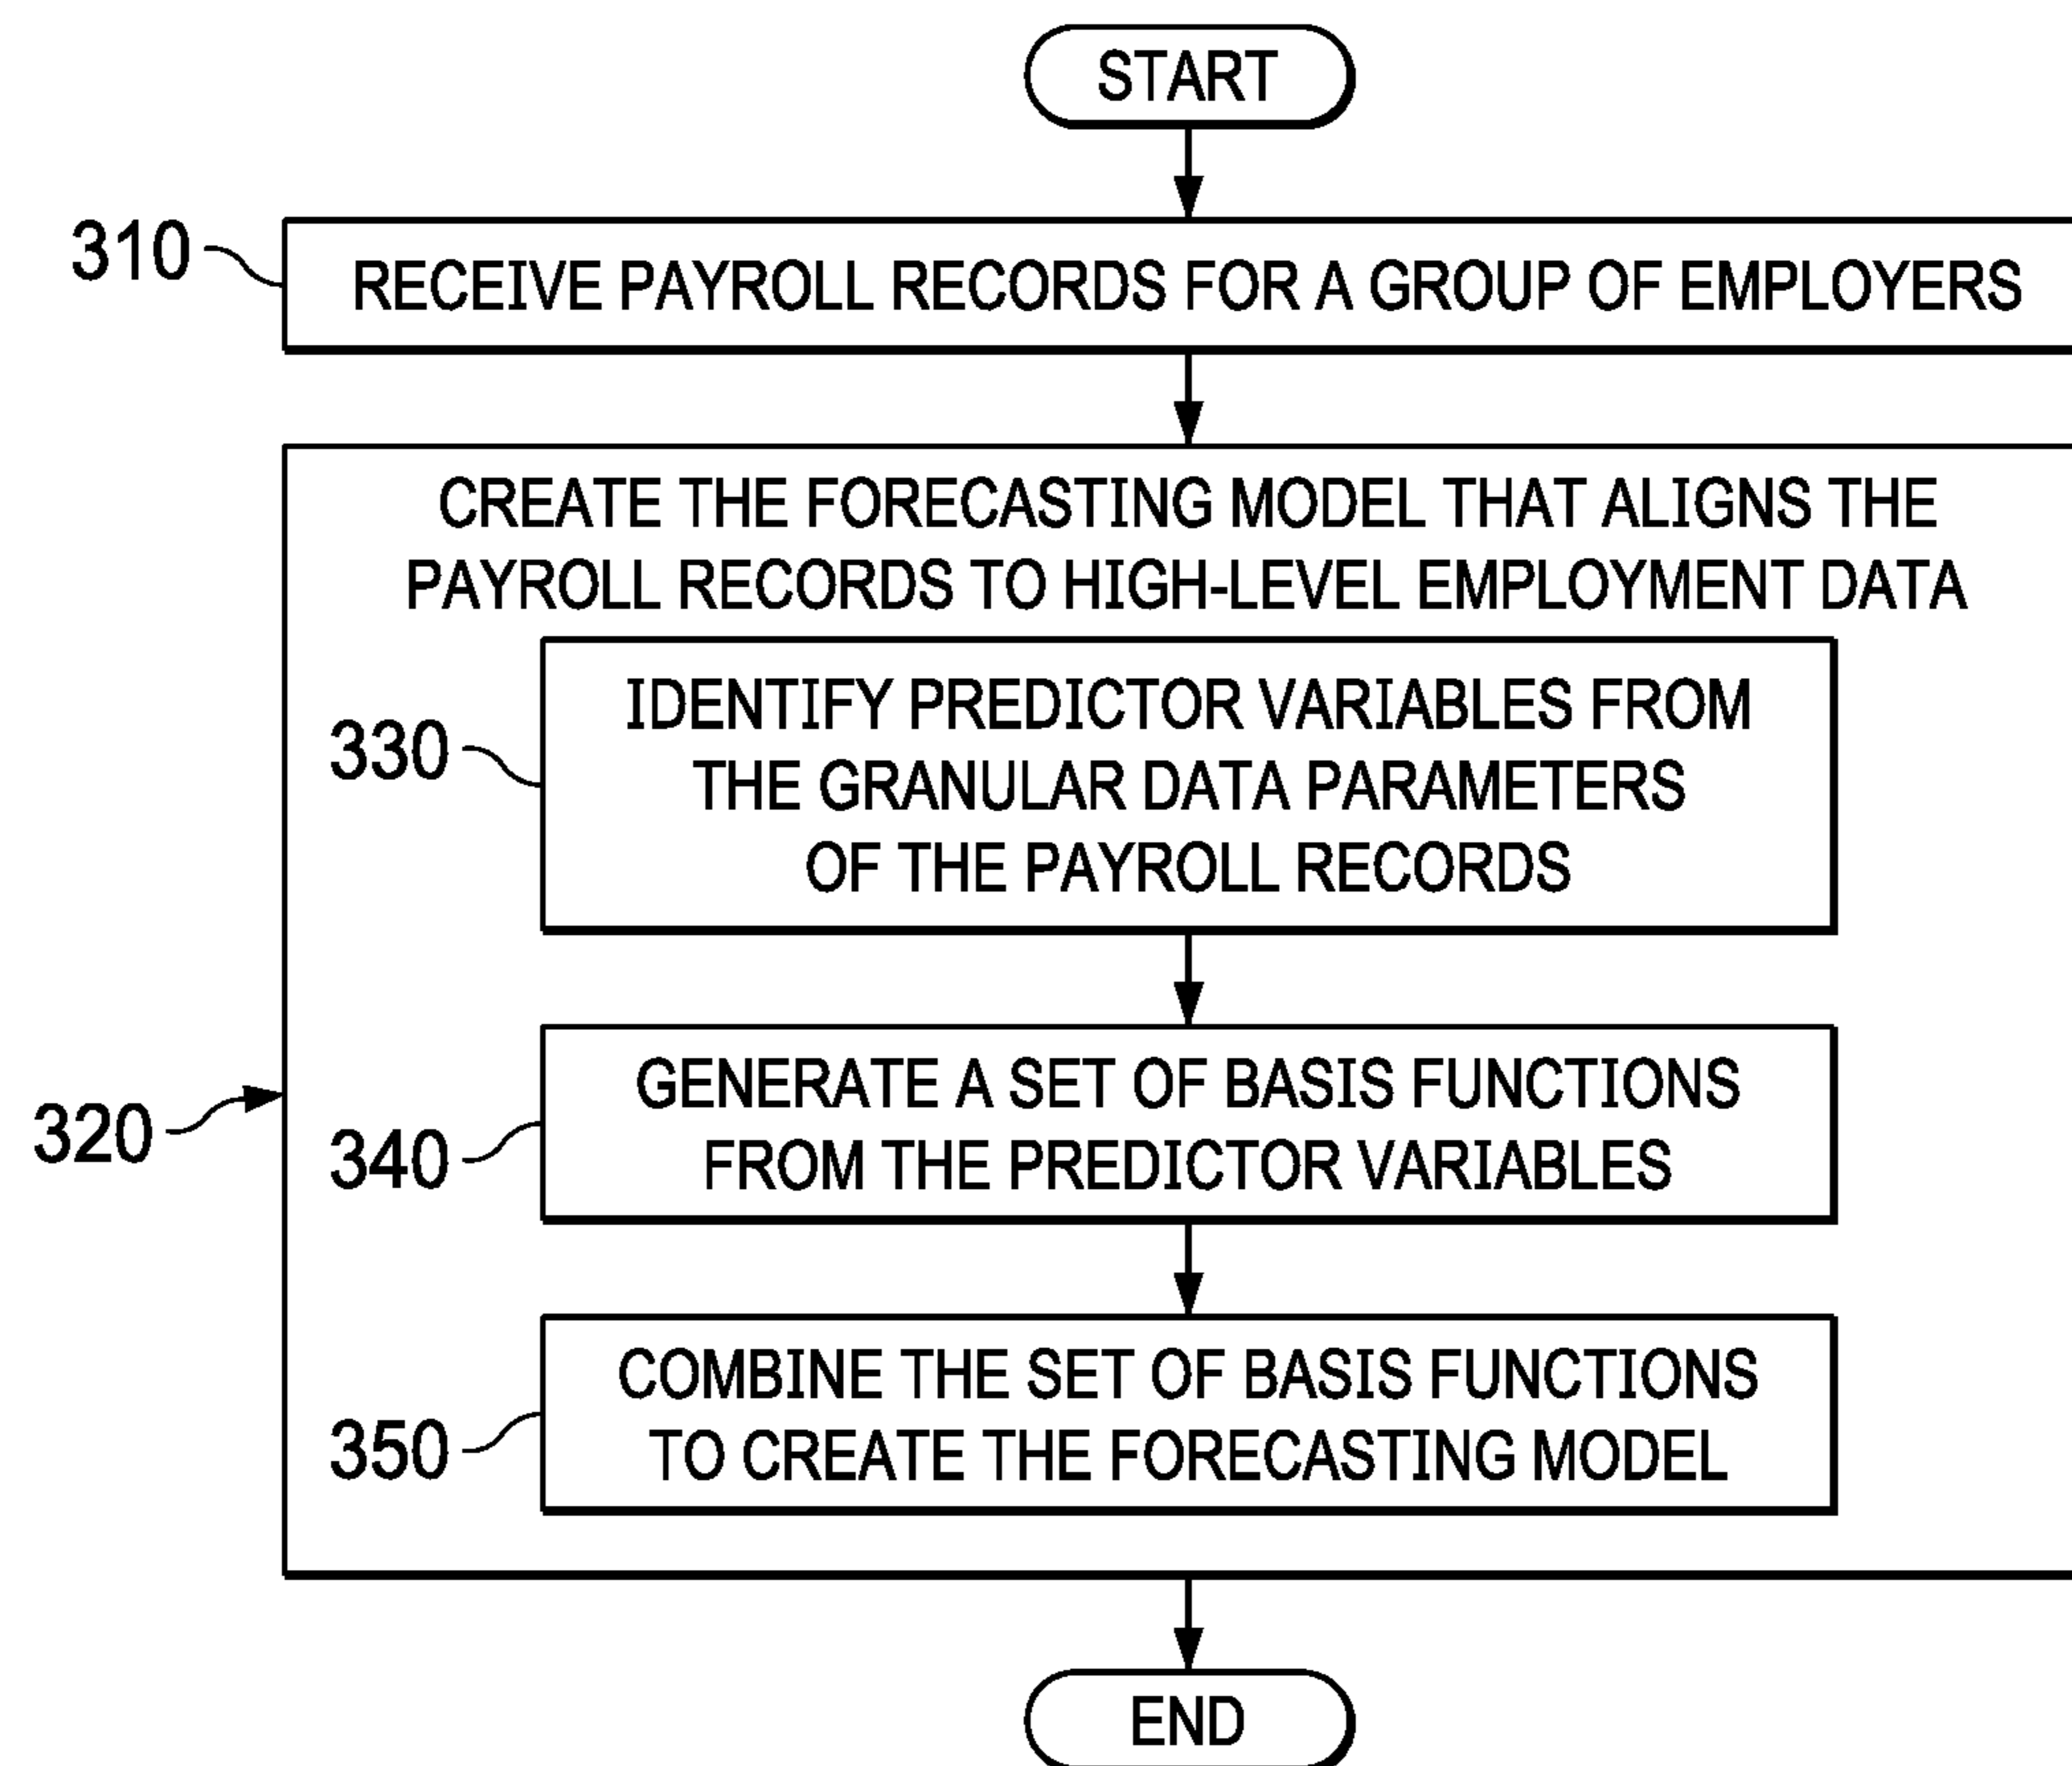 START
310
RECEIVE PAYROLL RECORDS FOR A GROUP OF EMPLOYERS
CREATE THE FORECASTING MODEL THAT ALIGNS THE
PAYROLL RECORDS TO HIGH-LEVEL EMPLOYMENT DATA
330
IDENTIFY PREDICTOR VARIABLES FROM
THE GRANULAR DATA PARAMETERS
OF THE PAYROLL RECORDS
320
340
GENERATE A SET OF BASIS FUNCTIONS
FROM THE PREDICTOR VARIABLES
350
COMBINE THE SET OF BASIS FUNCTIONS
TO CREATE THE FORECASTING MODEL
END